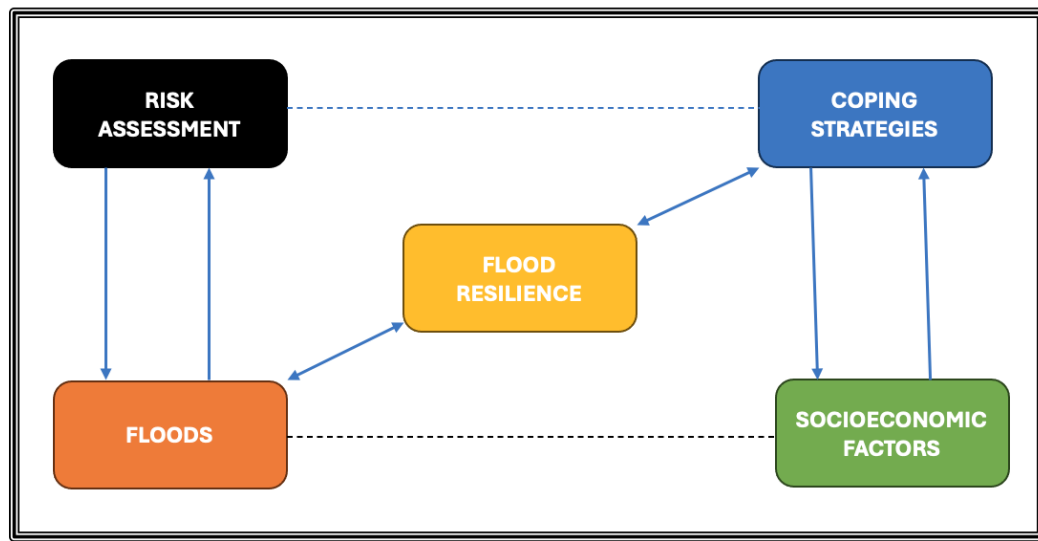 RISK
ASSESSMENT
COPING
STRATEGIES
FLOOD
RESILIENCE
FLOODS
SOCIOECONOMIC
FACTORS